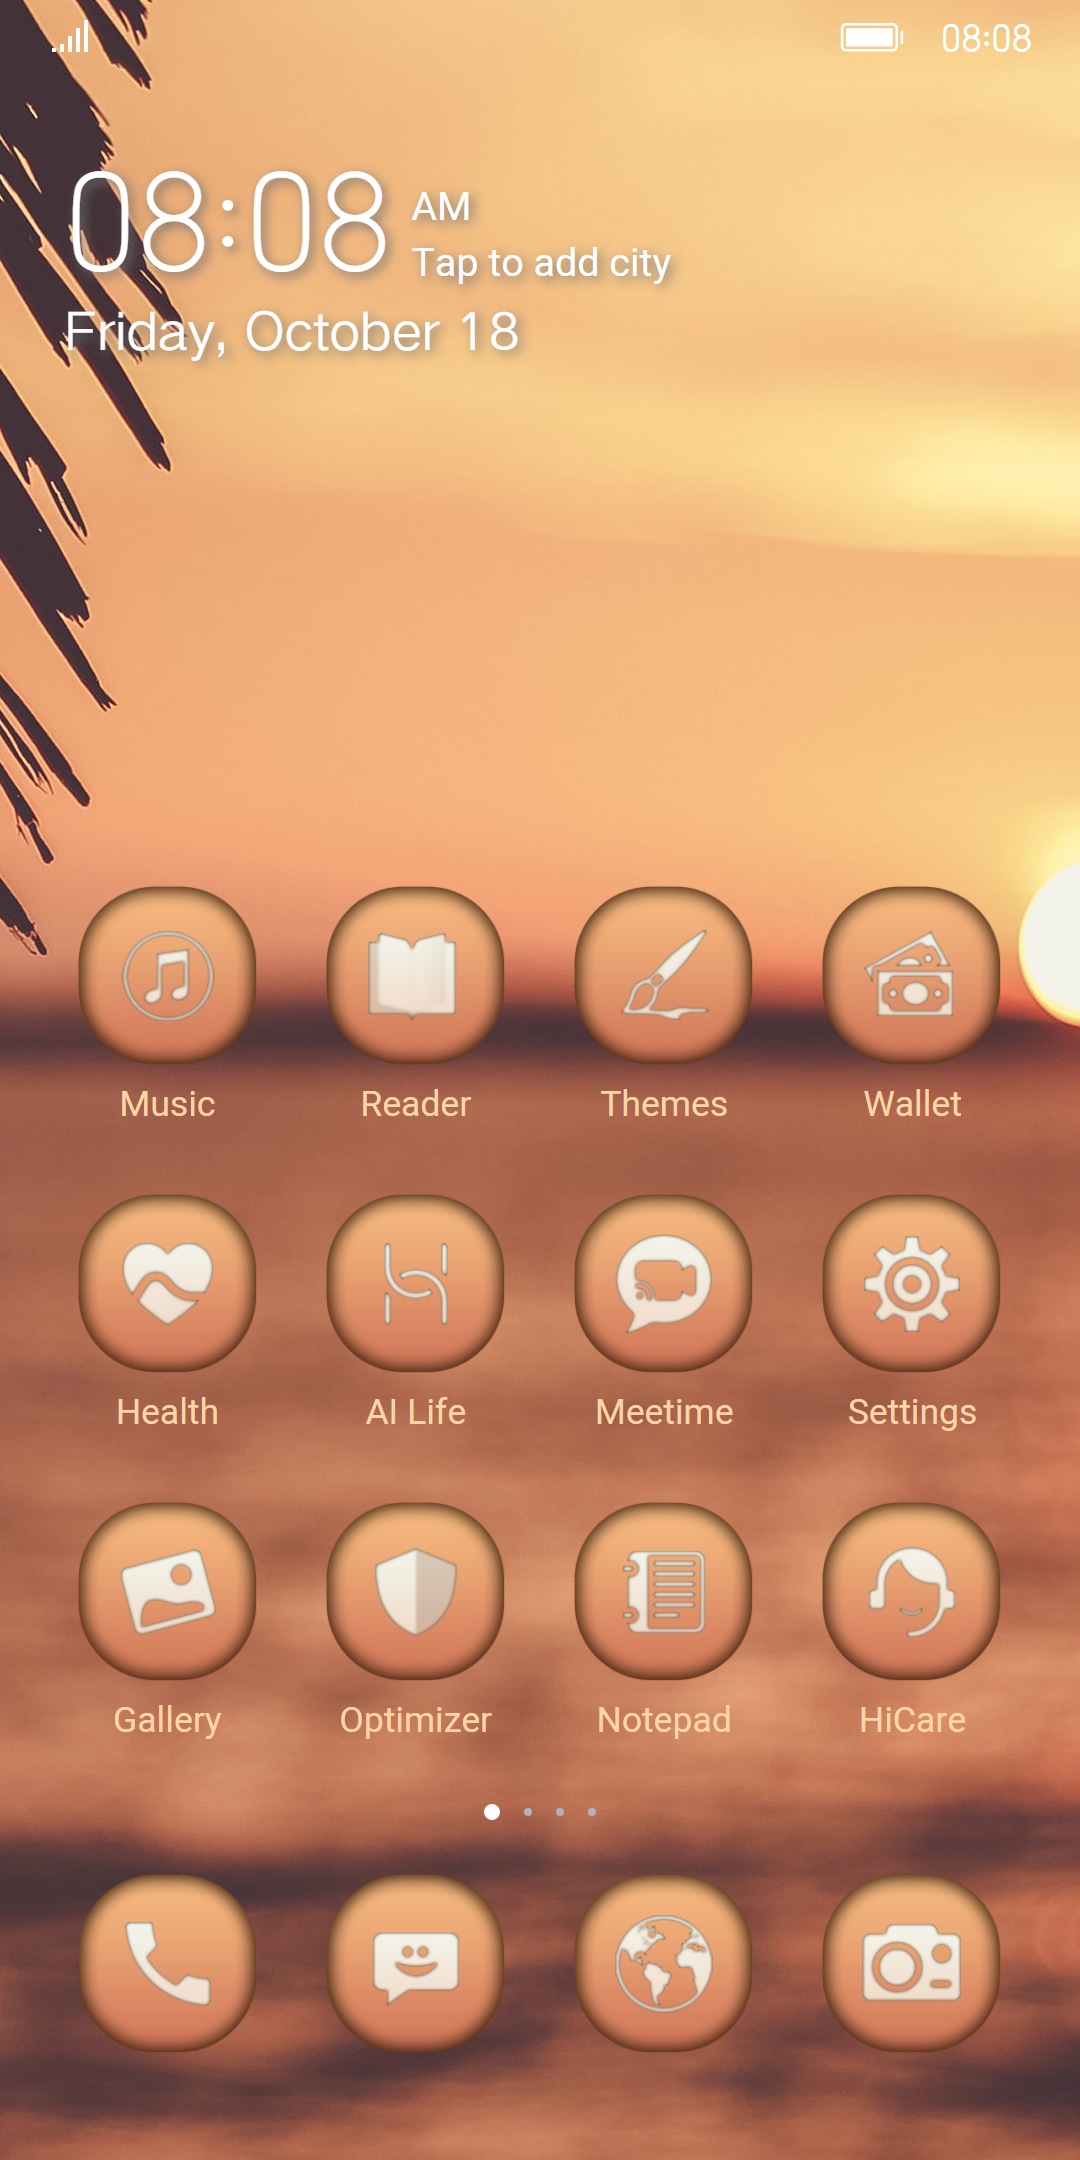 08:08
08:08 AM
Tap to add city
Friday, October 18
Music Reader Themes Wallet
Health AI Life Meetime Settings
Gallery Optimizer Notepad HiCare